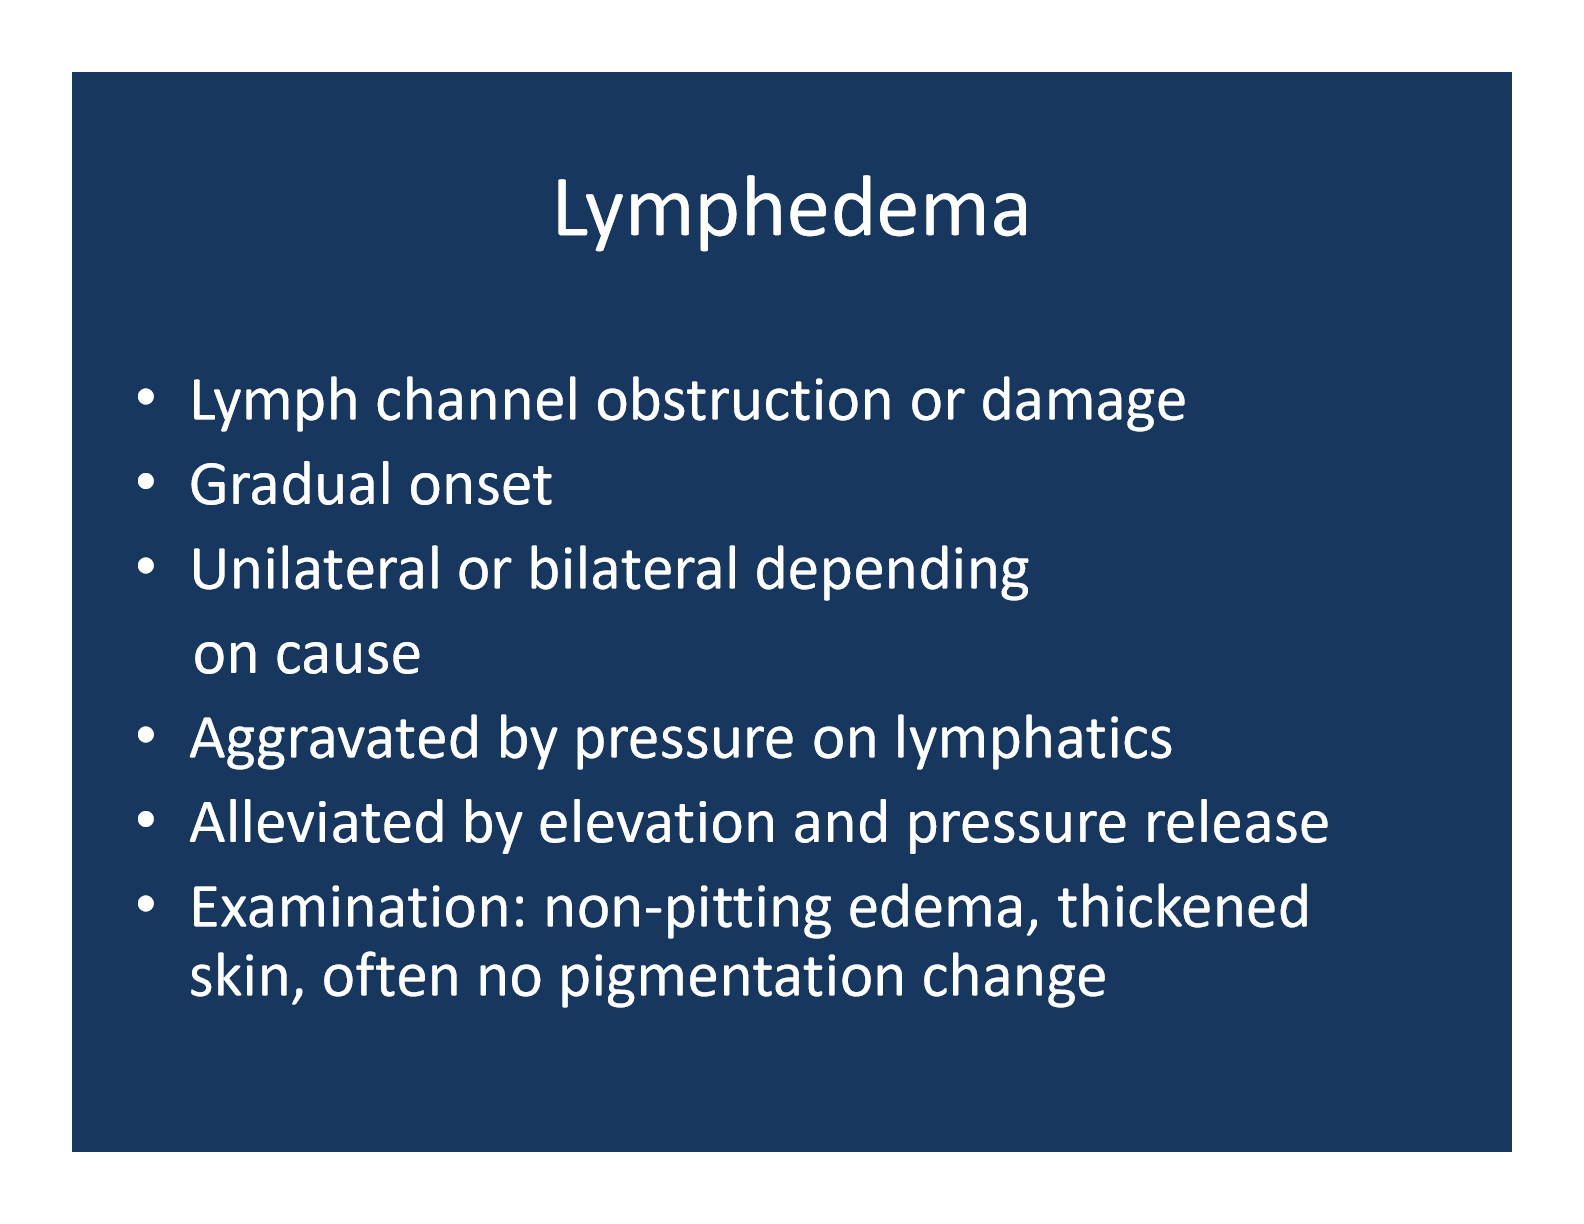 Lymphedema
• Lymph channel obstruction or damage
• Gradual onset
• Unilateral or bilateral depending
on cause
• Aggravated by pressure on lymphatics
• Alleviated by elevation and pressure release
• Examination: non-pitting edema, thickened
skin, often no pigmentation change